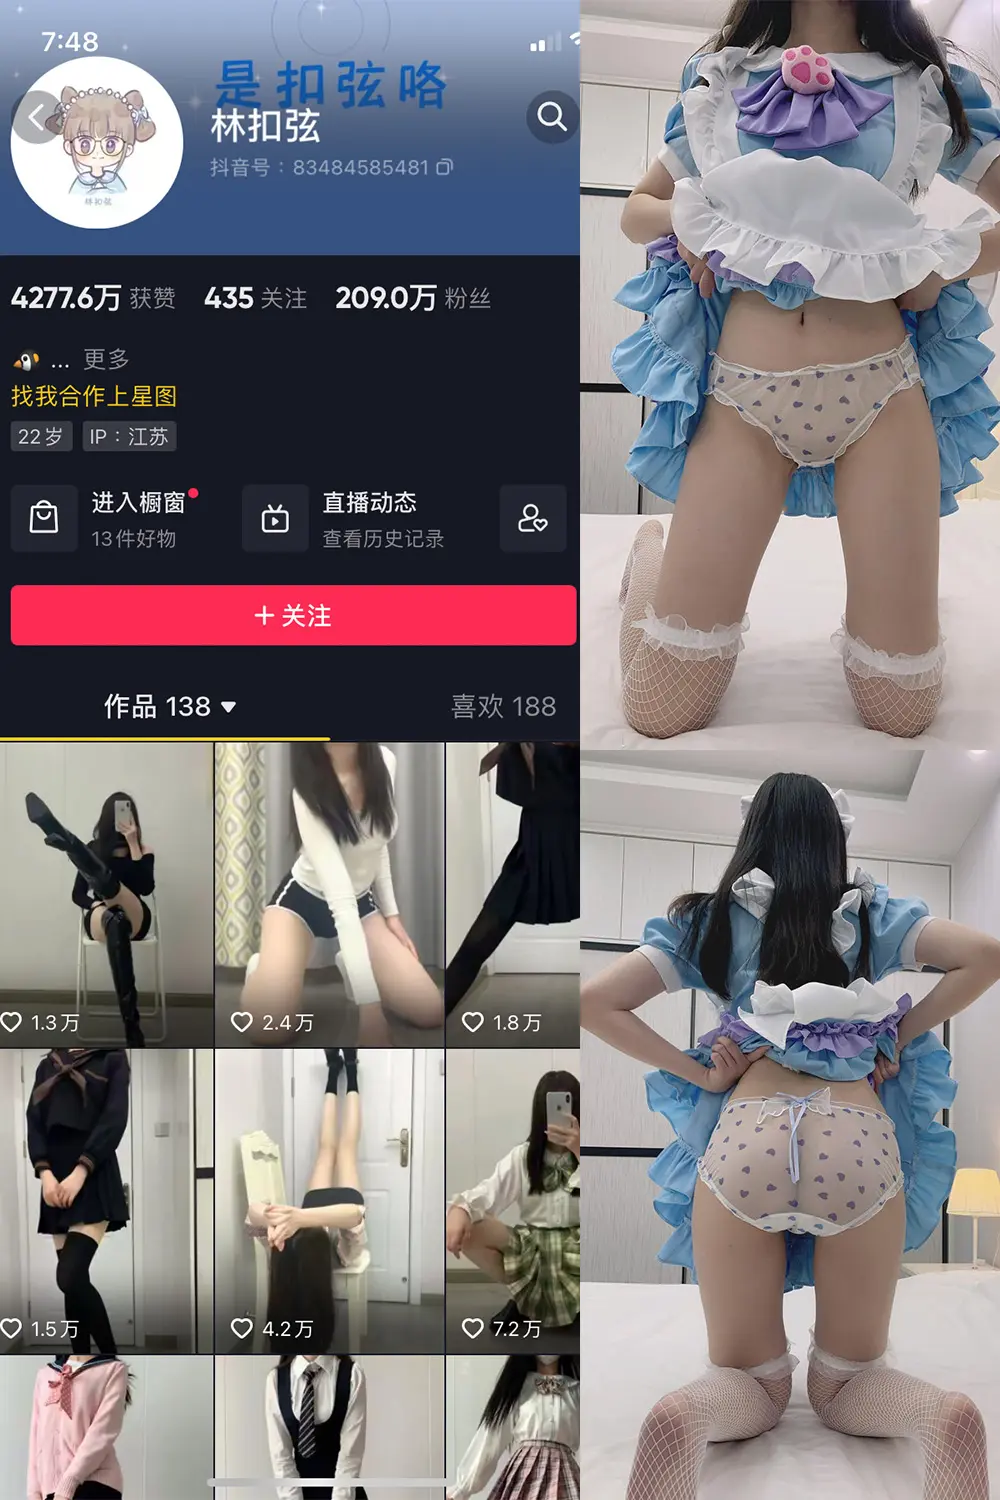 7:48
是扣弦咯
林扣弦
抖音号：83484585481
林扣弦
4277.6万 获赞 435 关注 209.0万 粉丝
... 更多
找我合作上星图
22岁 IP：江苏
进入橱窗 直播动态
13件好物 查看历史记录
+ 关注
作品 138 喜欢 188
1.3万 2.4万 1.8万
1.5万 4.2万 7.2万